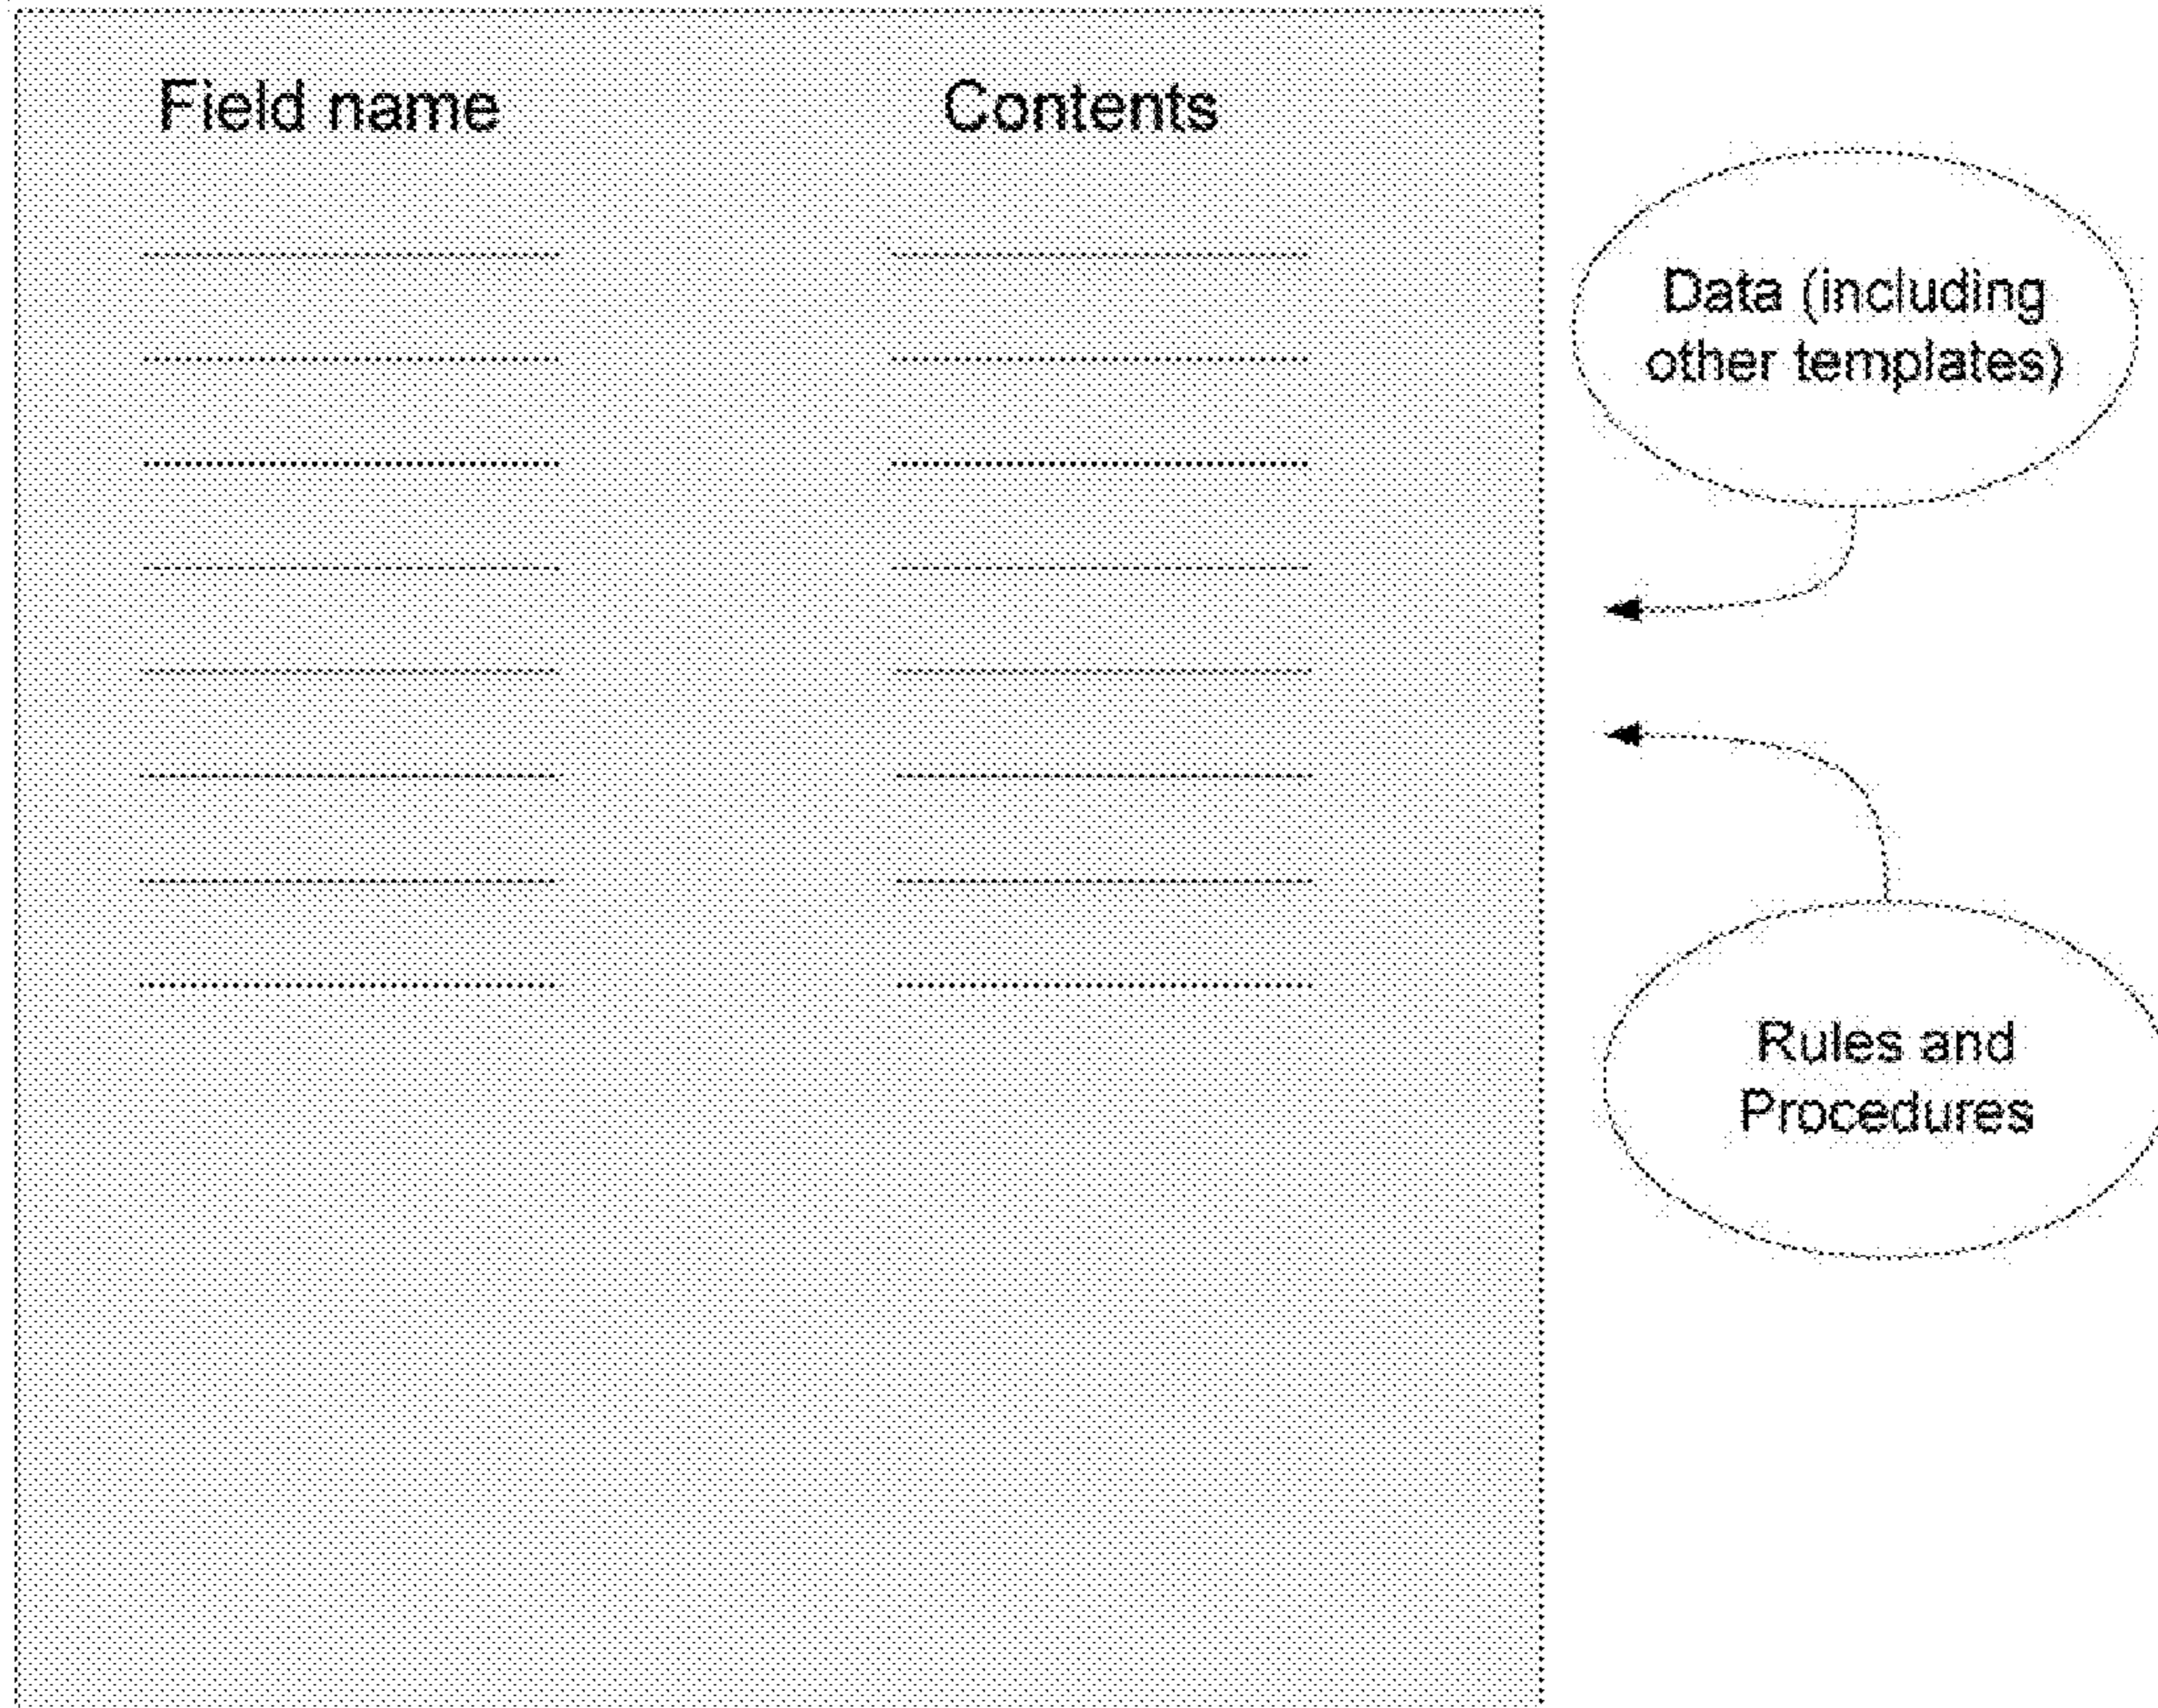 Field name
Contents
Data (including
other templates)
Rules and
Procedures